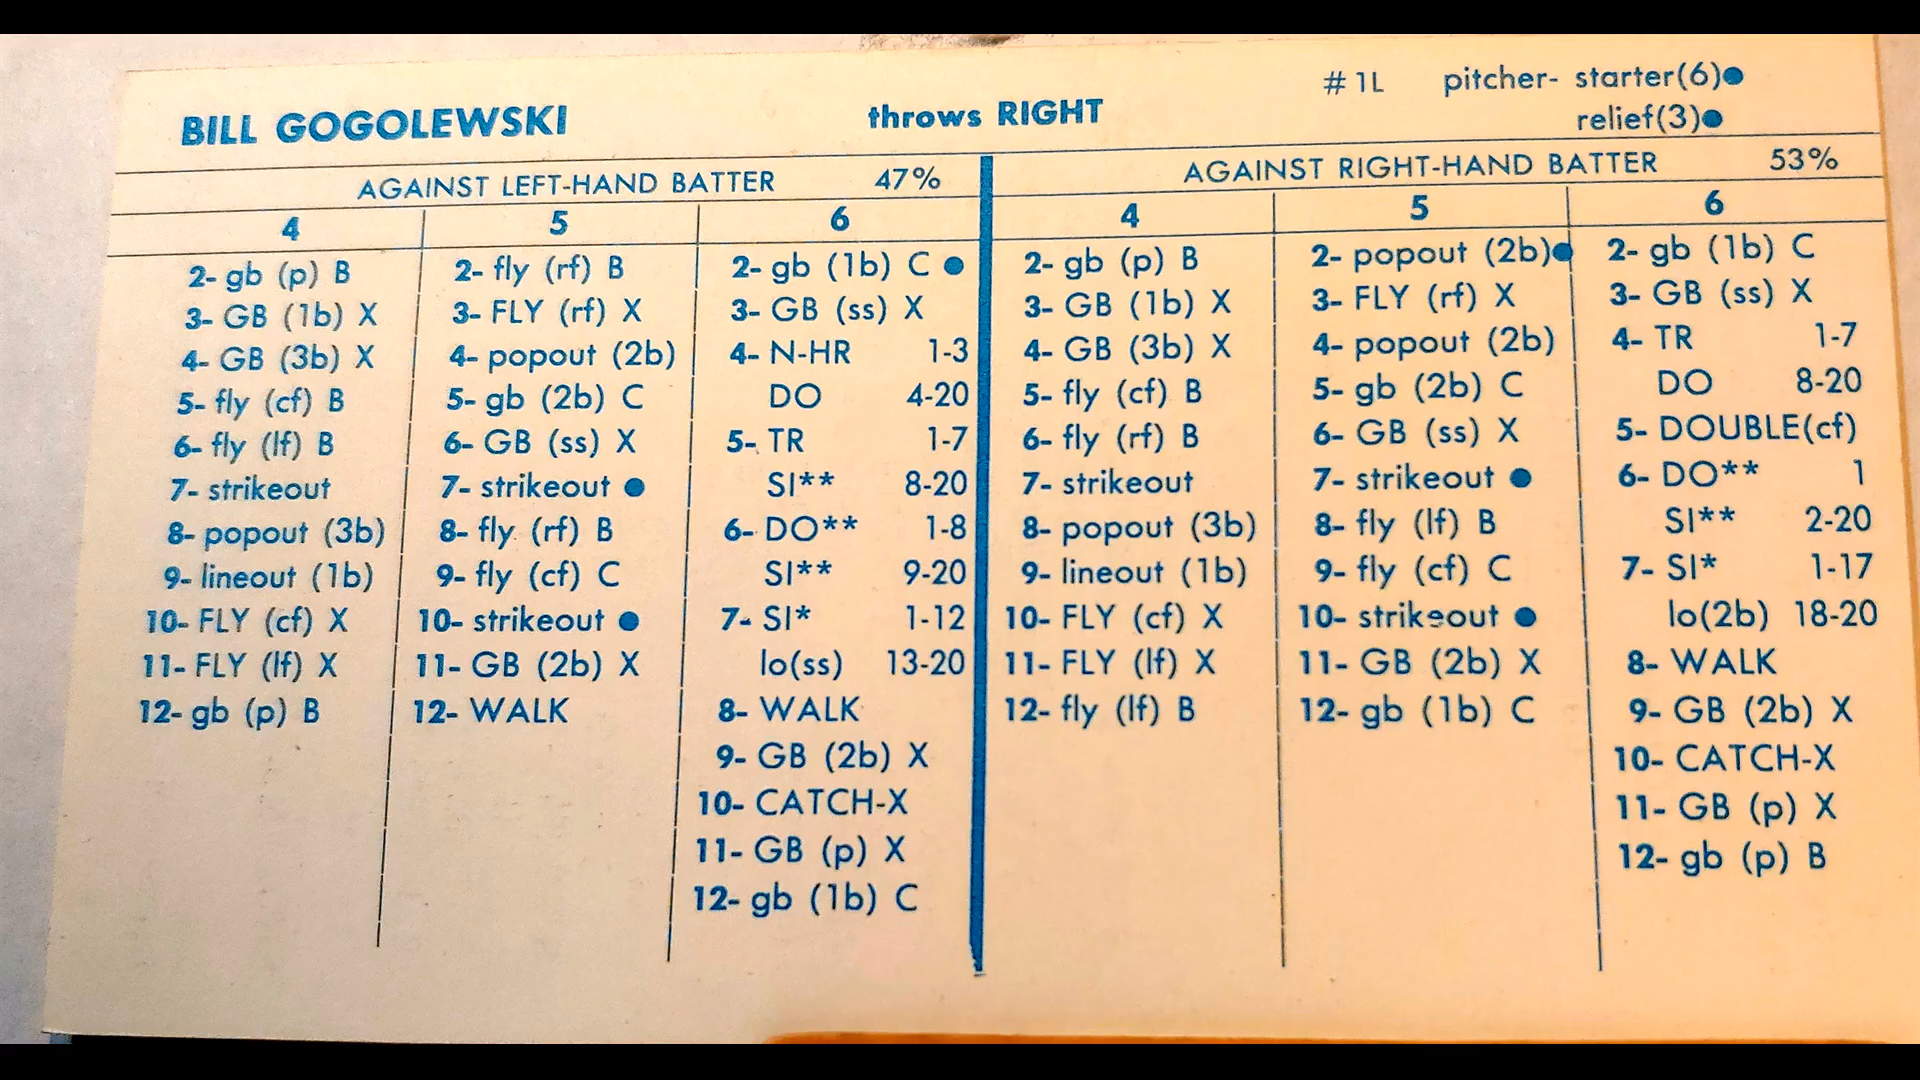 BILL GOGOLEWSKI throws RIGHT # 1L pitcher- starter(6)●
relief(3)●
AGAINST LEFT-HAND BATTER 47%
4 5 6
2- gb (p) B 2- fly (rf) B 2- gb (1b) C ●
3- GB (1b) X 3- FLY (rf) X 3- GB (ss) X
4- GB (3b) X 4- popout (2b) 4- N-HR 1-3
5- fly (cf) B 5- gb (2b) C DO 4-20
6- fly (lf) B 6- GB (ss) X 5- TR 1-7
7- strikeout 7- strikeout ● SI** 8-20
8- popout (3b) 8- fly (rf) B 6- DO** 1-8
9- lineout (1b) 9- fly (cf) C SI** 9-20
10- FLY (cf) X 10- strikeout ● 7- SI* 1-12
11- FLY (lf) X 11- GB (2b) X lo(ss) 13-20
12- gb (p) B 12- WALK 8- WALK
9- GB (2b) X
10- CATCH-X
11- GB (p) X
12- gb (1b) C
AGAINST RIGHT-HAND BATTER 53%
4 5 6
2- gb (p) B 2- popout (2b)● 2- gb (1b) C
3- GB (1b) X 3- FLY (rf) X 3- GB (ss) X
4- GB (3b) X 4- popout (2b) 4- TR 1-7
5- fly (cf) B 5- gb (2b) C DO 8-20
6- fly (rf) B 6- GB (ss) X 5- DOUBLE(cf)
7- strikeout 7- strikeout ● 6- DO** 1
8- popout (3b) 8- fly (lf) B SI** 2-20
9- lineout (1b) 9- fly (cf) C 7- SI* 1-17
10- FLY (cf) X 10- strikeout ● lo(2b) 18-20
11- FLY (lf) X 11- GB (2b) X 8- WALK
12- fly (lf) B 12- gb (1b) C 9- GB (2b) X
10- CATCH-X
11- GB (p) X
12- gb (p) B